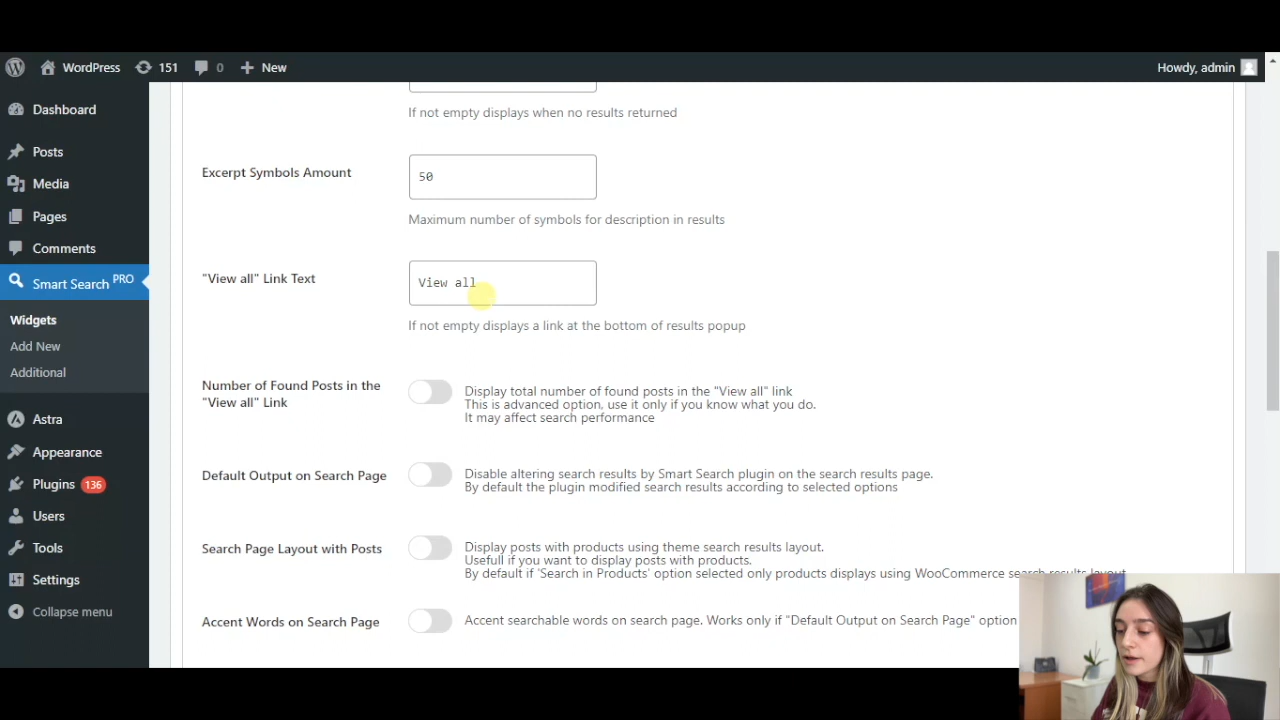 WordPress
151
0
New
Howdy, admin
Dashboard
Posts
Media
Pages
Comments
Smart Search PRO
Widgets
Add New
Additional
Astra
Appearance
Plugins 136
Users
Tools
Settings
Collapse menu
If not empty displays when no results returned
Excerpt Symbols Amount
50
Maximum number of symbols for description in results
"View all" Link Text
View all
If not empty displays a link at the bottom of results popup
Number of Found Posts in the
"View all" Link
Display total number of found posts in the "View all" link
This is advanced option, use it only if you know what you do.
It may affect search performance
Default Output on Search Page
Disable altering search results by Smart Search plugin on the search results page.
By default the plugin modified search results according to selected options
Search Page Layout with Posts
Display posts with products using theme search results layout.
Usefull if you want to display posts with products.
By default if 'Search in Products' option selected only products displays using WooCommerce search results layout
Accent Words on Search Page
Accent searchable words on search page. Works only if "Default Output on Search Page" option